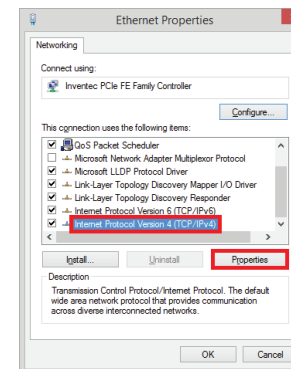 Ethernet Properties
Networking
Connect using:
Inventec PCIe FE Family Controller
Configure...
This connection uses the following items:
QoS Packet Scheduler
Microsoft Network Adapter Multiplexor Protocol
Microsoft LLDP Protocol Driver
Link-Layer Topology Discovery Mapper I/O Driver
Link-Layer Topology Discovery Responder
Internet Protocol Version 6 (TCP/IPv6)
Internet Protocol Version 4 (TCP/IPv4)
Install... Uninstall Properties
Description
Transmission Control Protocol/Internet Protocol. The default
wide area network protocol that provides communication
across diverse interconnected networks.
OK Cancel